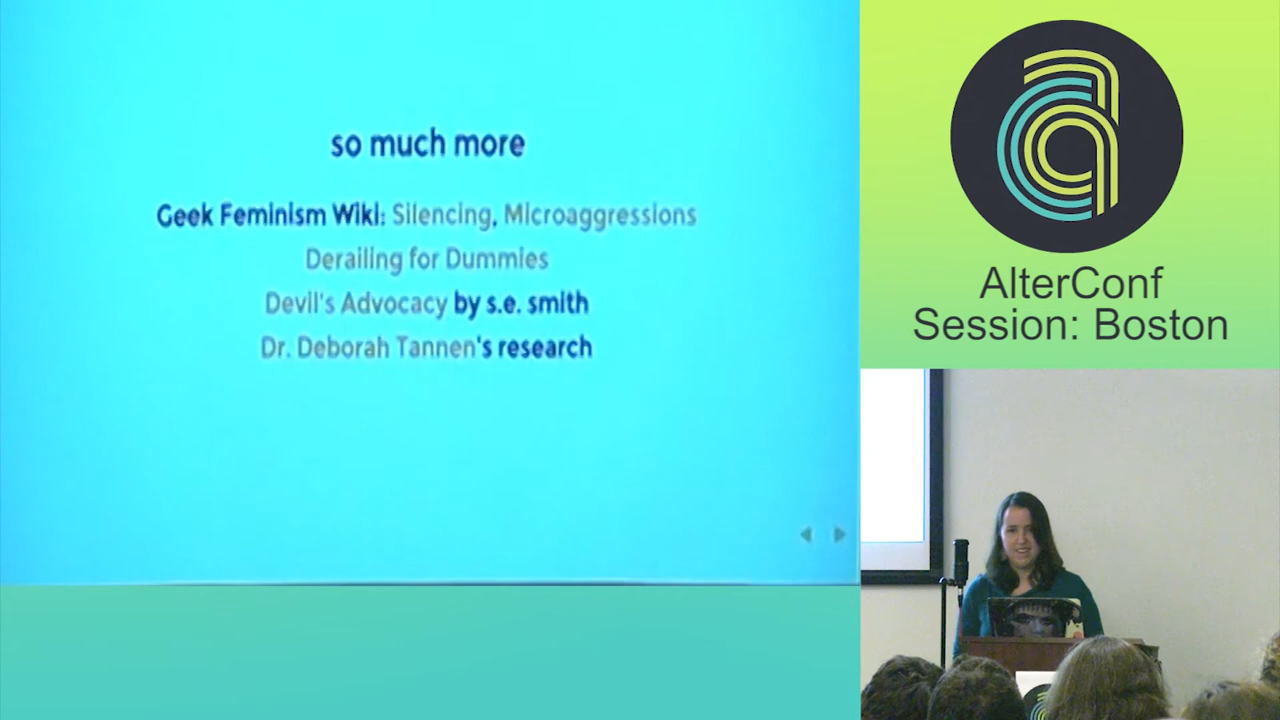 so much more
Geek Feminism Wiki: Silencing, Microaggressions
Derailing for Dummies
Devil's Advocacy by s.e. smith
Dr. Deborah Tannen's research
AlterConf
Session: Boston